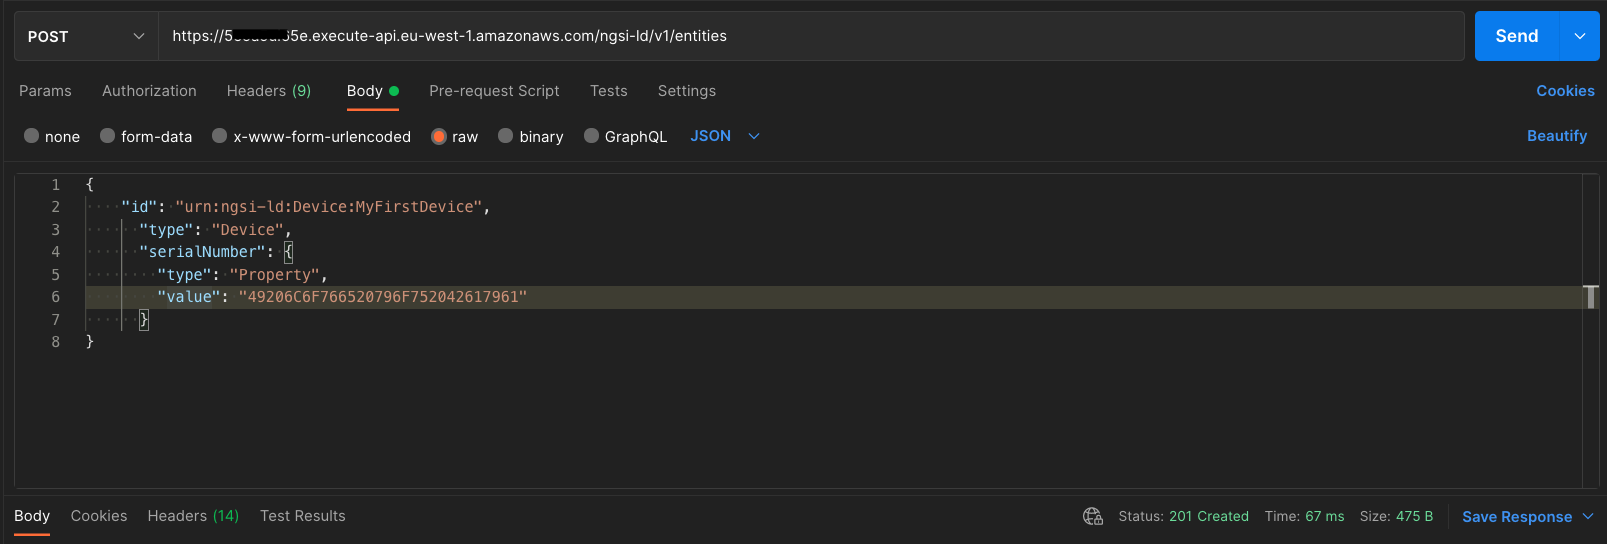 POST
https://5 65e.execute-api.eu-west-1.amazonaws.com/ngsi-ld/v1/entities
Send
Params Authorization Headers (9) Body Pre-request Script Tests Settings Cookies
none form-data x-www-form-urlencoded raw binary GraphQL JSON Beautify
1 {
2 "id": "urn:ngsi-ld:Device:MyFirstDevice",
3 "type": "Device",
4 "serialNumber": {
5 "type": "Property",
6 "value": "49206C6F766520796F752042617961"
7 }
8 }
Body Cookies Headers (14) Test Results Status: 201 Created Time: 67 ms Size: 475 B Save Response